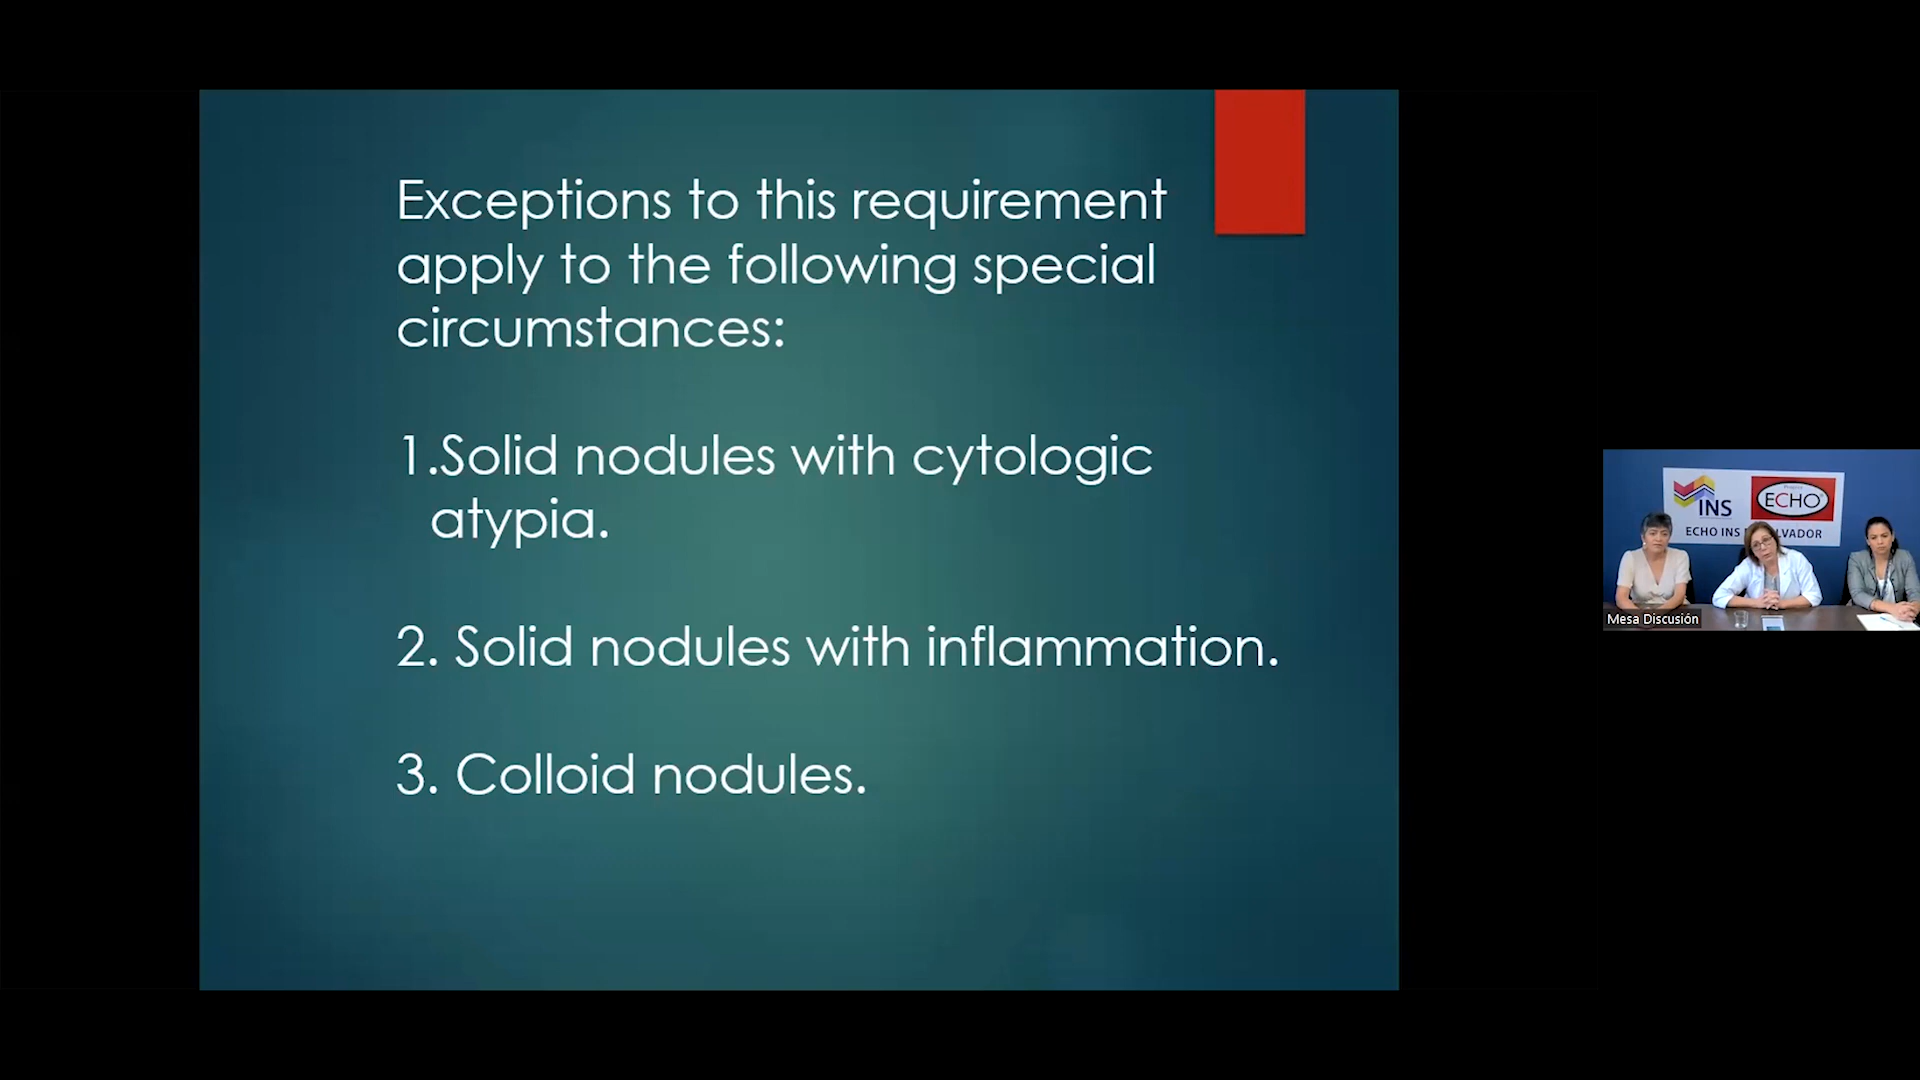 Exceptions to this requirement
apply to the following special
circumstances:
1.Solid nodules with cytologic
atypia.
2. Solid nodules with inflammation.
3. Colloid nodules.
INS
ECHO
ECHO INS
LVADOR
Mesa Discusión